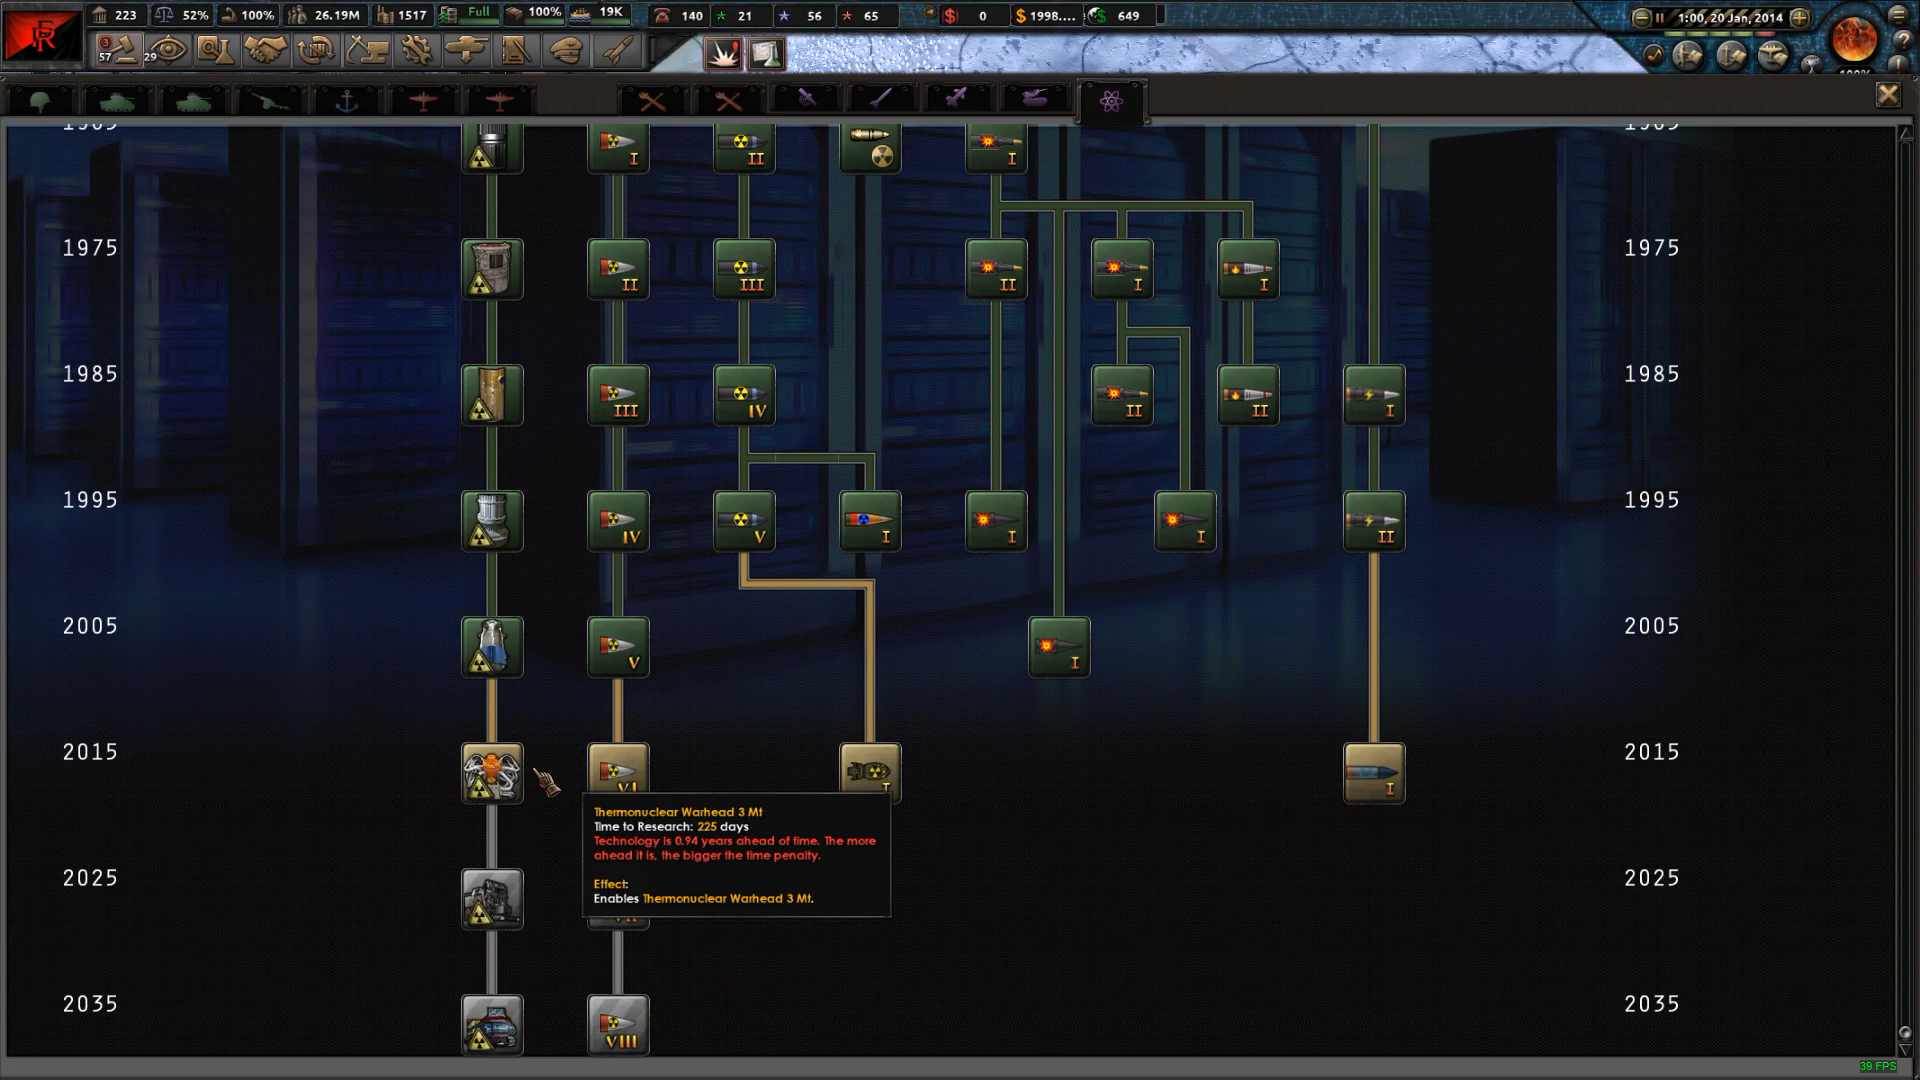 223
52%
100%
26.19M
1517
Full
100%
19K
140
21
56
65
0
1998....
649
1:00, 20 Jan, 2014
3
57
29
I
II
I
1975
II
III
II
I
I
1975
1985
III
IV
II
II
I
1985
1995
IV
V
I
I
I
II
1995
2005
V
I
2005
2015
VI
I
I
2015
Thermonuclear Warhead 3 Mt
Time to Research: 225 days
Technology is 0.94 years ahead of time. The more
ahead it is, the bigger the time penalty.
Effect:
Enables Thermonuclear Warhead 3 Mt.
2025
2025
2035
VIII
2035
39 FPS